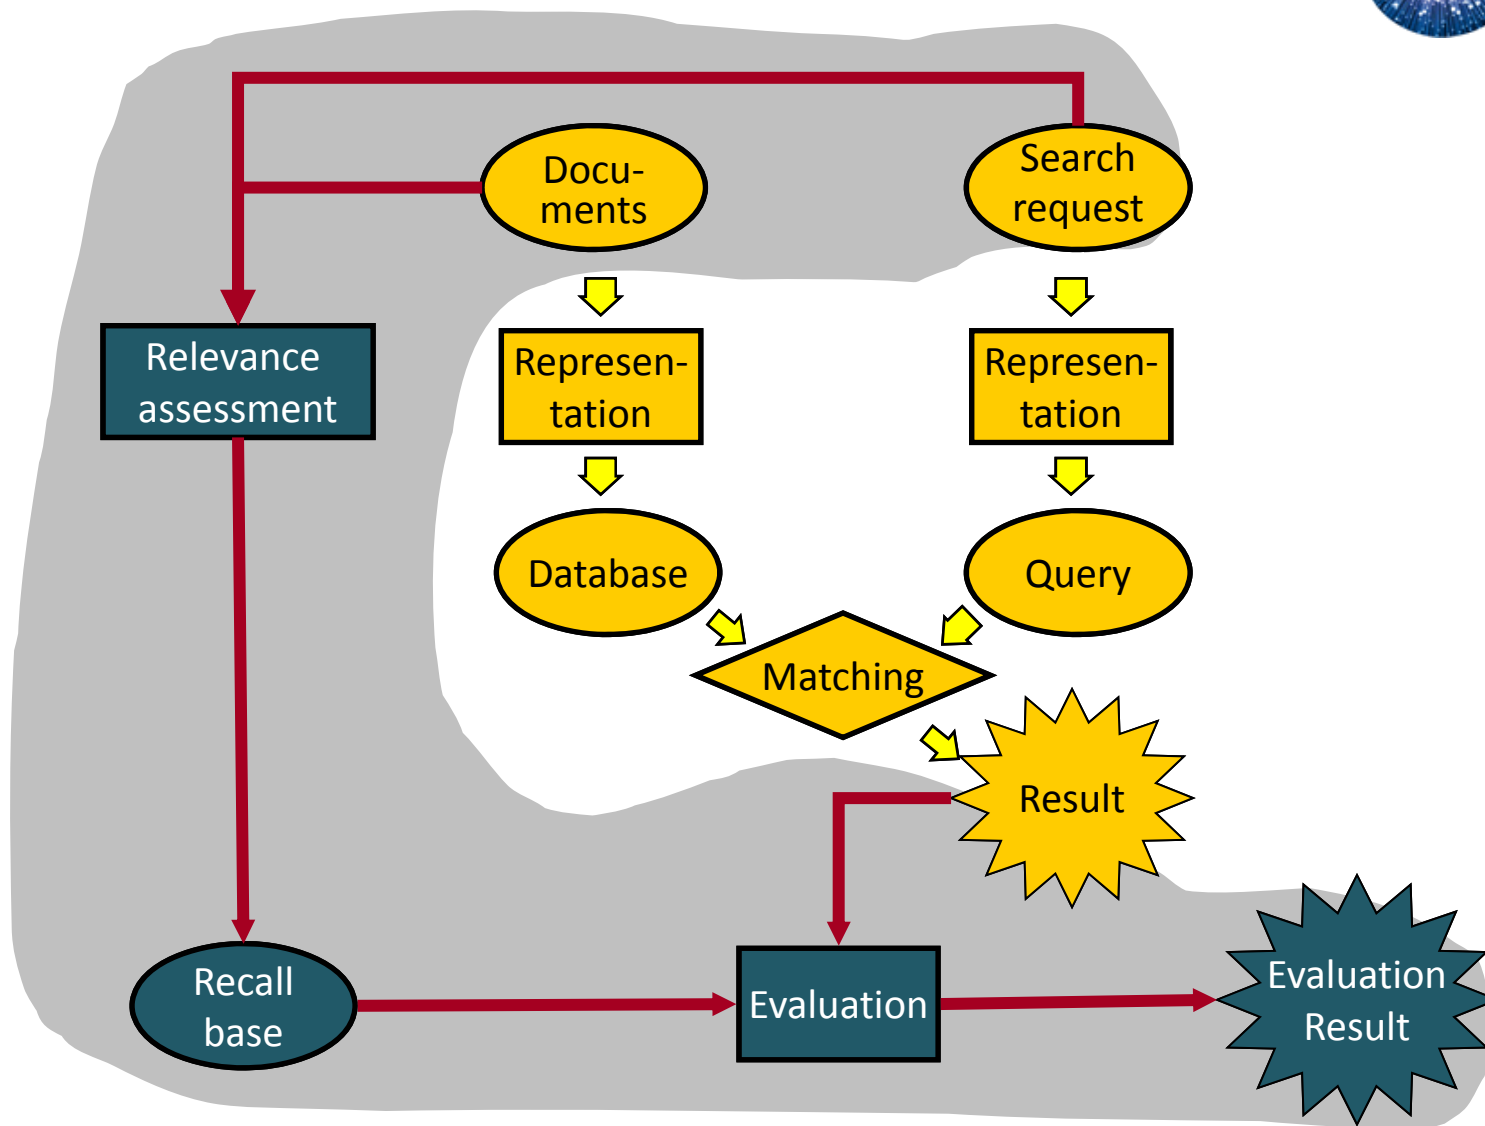 Docu-
ments
Search
request
Relevance
assessment
Represen-
tation
Represen-
tation
Database
Query
Matching
Result
Recall
base
Evaluation
Evaluation
Result